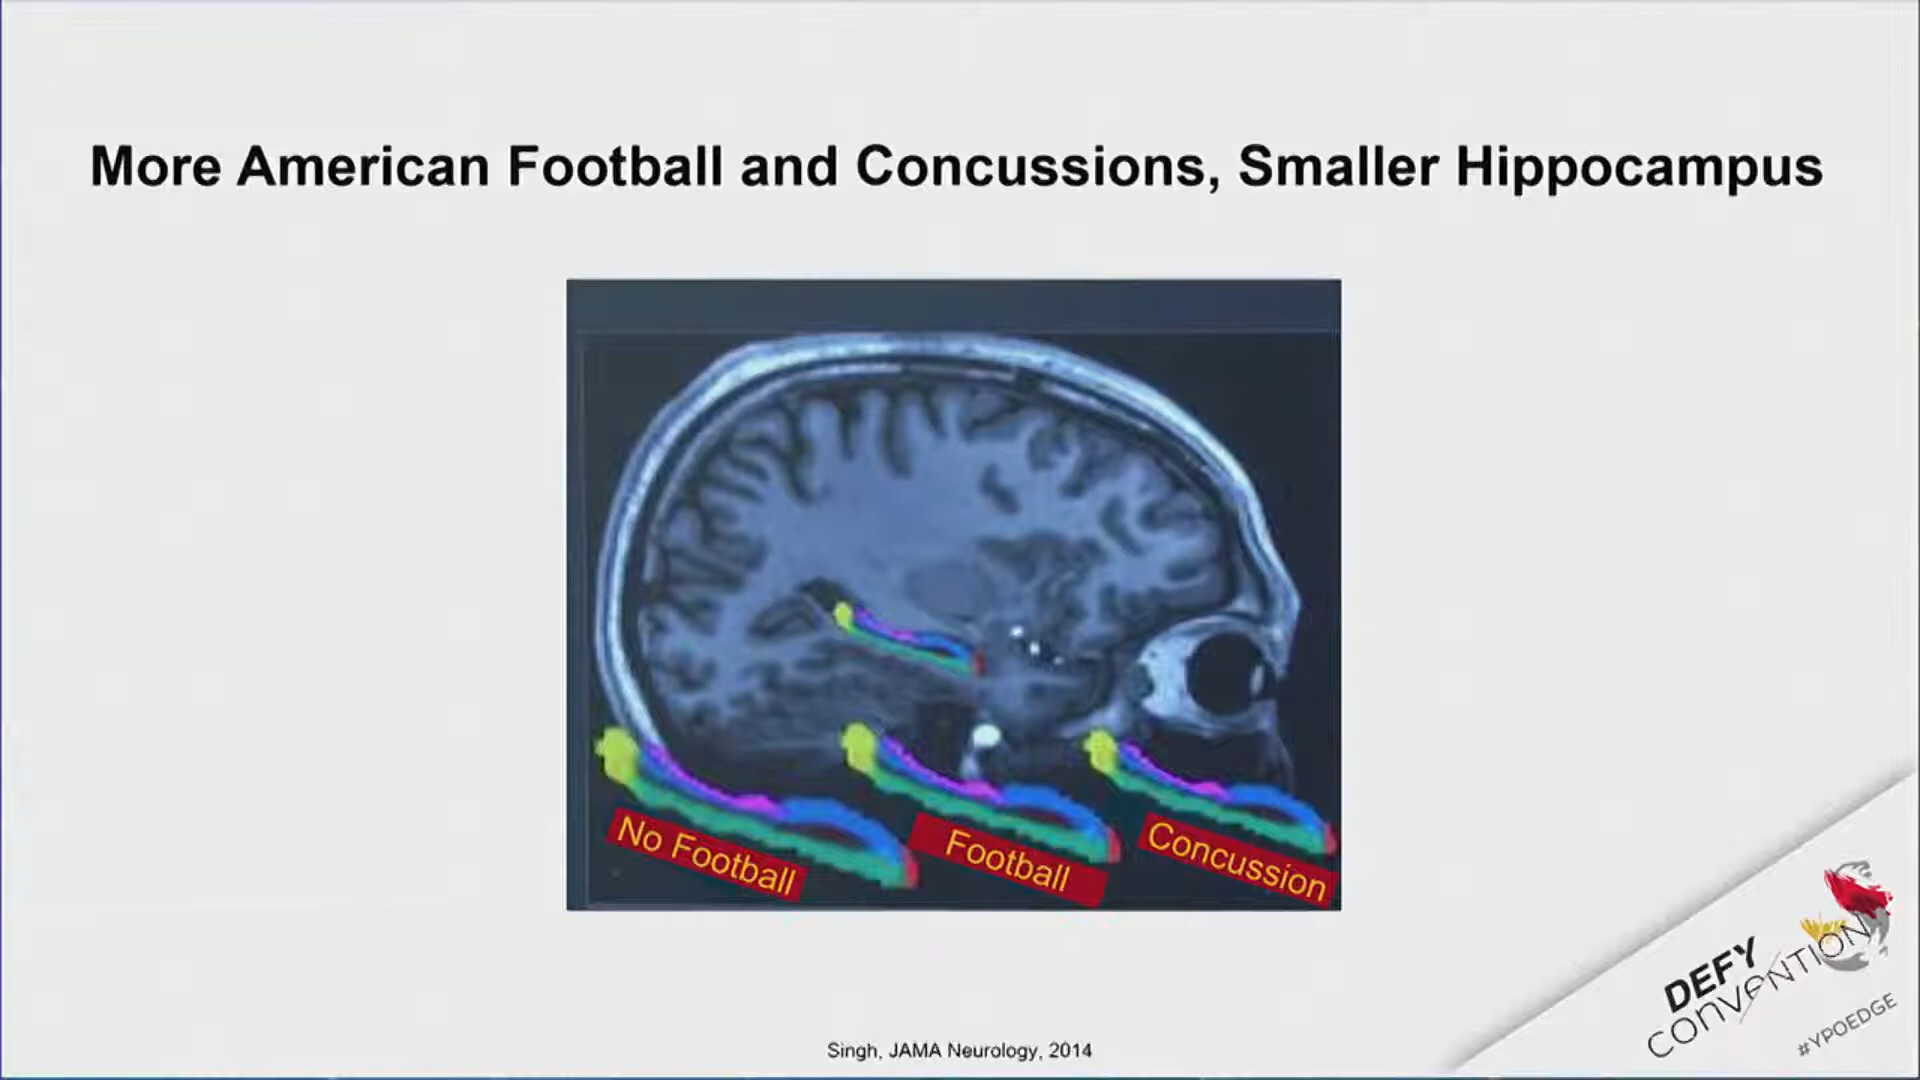 More American Football and Concussions, Smaller Hippocampus
No Football
Football
Concussion
Singh, JAMA Neurology, 2014
DEFY
CONVENTION
#YPOEDGE